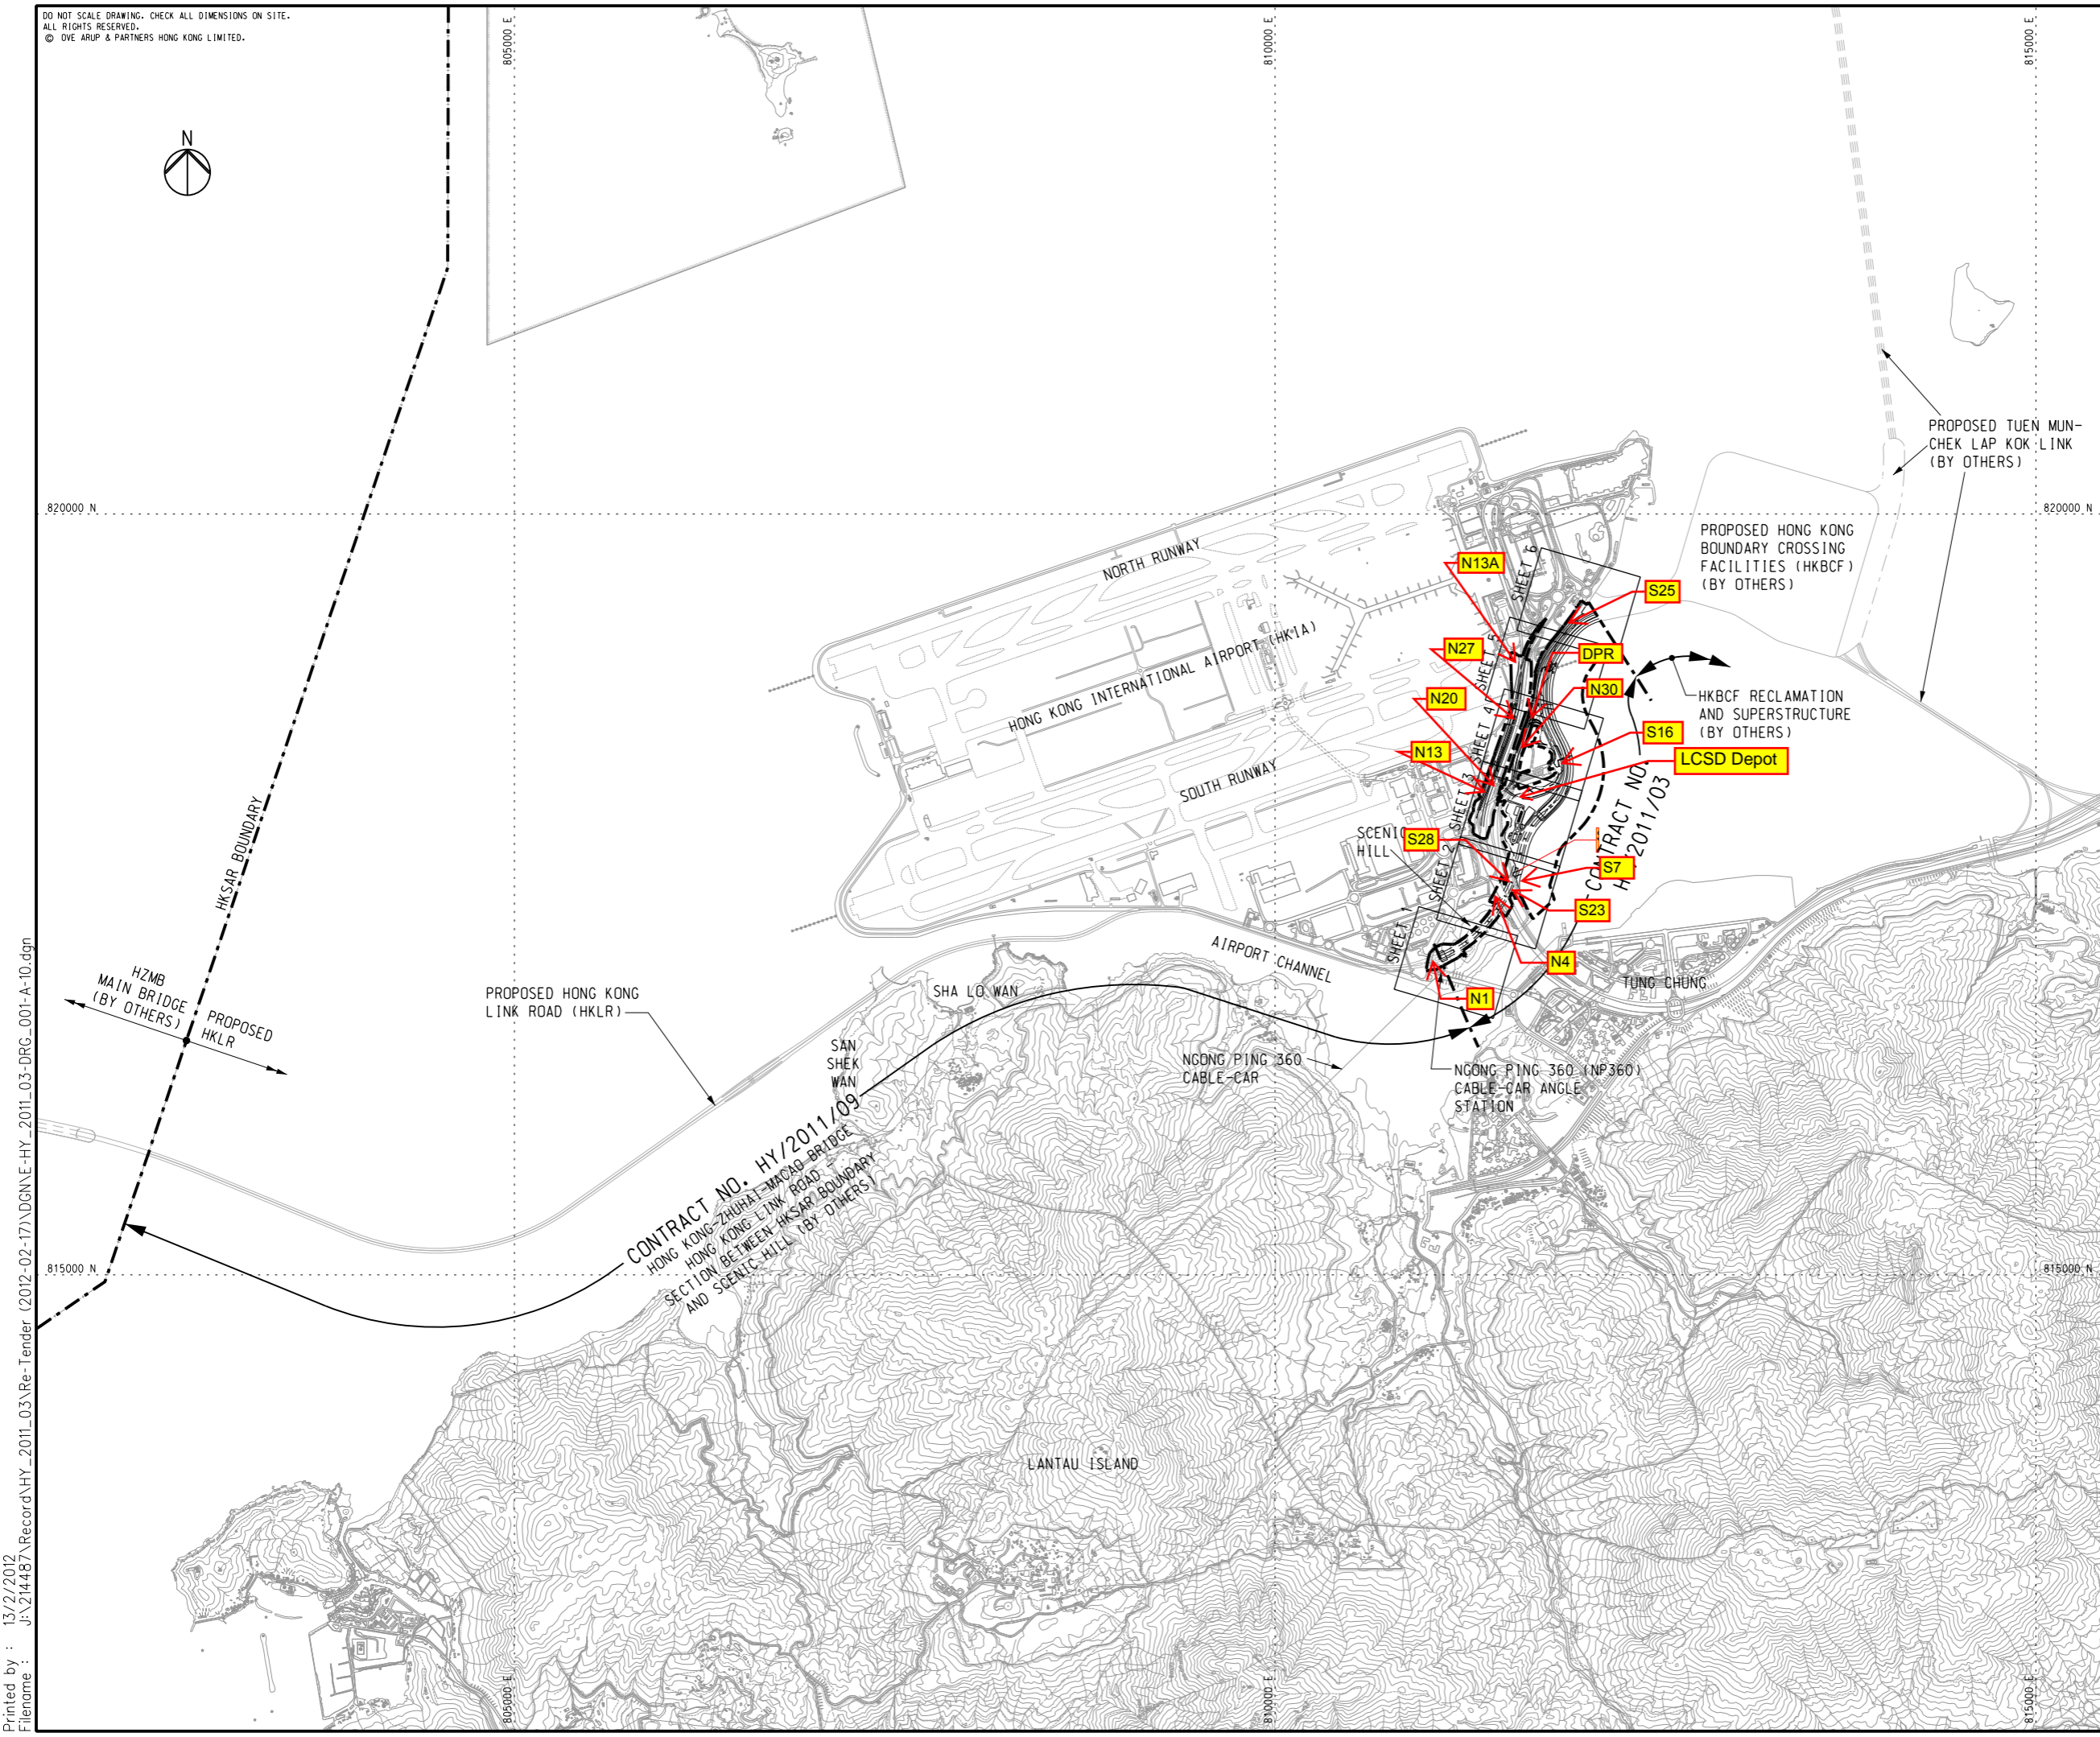 DO NOT SCALE DRAWING. CHECK ALL DIMENSIONS ON SITE.
ALL RIGHTS RESERVED.
© OVE ARUP & PARTNERS HONG KONG LIMITED.
805000 E
810000 E
815000 E
N
820000 N
820000 N
PROPOSED TUEN MUN-
CHEK LAP KOK LINK
(BY OTHERS)
PROPOSED HONG KONG
BOUNDARY CROSSING
FACILITIES (HKBCF)
(BY OTHERS)
NORTH RUNWAY
HONG KONG INTERNATIONAL AIRPORT (HKIA)
SOUTH RUNWAY
N13A
S25
N27
DPR
N20
N30
S16
N13
LCSD Depot
S28
S7
S23
N4
N1
SHEET 6
SHEET 5
SHEET 4
SHEET 3
SHEET 2
SHEET 1
HKBCF RECLAMATION
AND SUPERSTRUCTURE
(BY OTHERS)
CONTRACT NO.
HY/2011/03
SCENIC
HILL
AIRPORT CHANNEL
TUNG CHUNG
HKSAR BOUNDARY
HZMB
MAIN BRIDGE
(BY OTHERS)
PROPOSED
HKLR
PROPOSED HONG KONG
LINK ROAD (HKLR)
SHA LO WAN
SAN
SHEK
WAN
NGONG PING 360
CABLE-CAR
NGONG PING 360 (NP360)
CABLE-CAR ANGLE
STATION
CONTRACT NO. HY/2011/09
HONG KONG-ZHUHAI-MACAO BRIDGE
HONG KONG LINK ROAD -
SECTION BETWEEN HKSAR BOUNDARY
AND SCENIC HILL (BY OTHERS)
815000 N
815000 N
LANTAU ISLAND
805000 E
810000 E
815000 E
Printed by : 13/2/2012
Filename : J:\214487\Record\HY_2011_03\Re-Tender (2012-02-17)\DGN\E-HY_2011_03-DRG_001-A-10.dgn